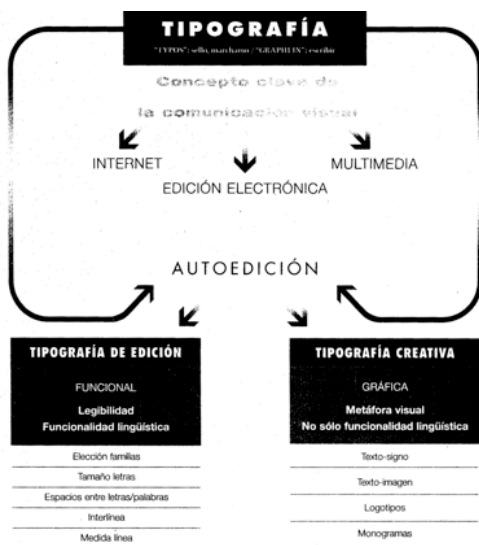 TIPOGRAFÍA
"TYPOS": sello, marchamo / "GRAPHEIN": escribir
Concepto clave de
la comunicación visual
INTERNET
MULTIMEDIA
EDICIÓN ELECTRÓNICA
AUTOEDICIÓN
TIPOGRAFÍA DE EDICIÓN
FUNCIONAL
Legibilidad
Funcionalidad lingüística
Elección familias
Tamaño letras
Espacios entre letras/palabras
Interlínea
Medida línea
TIPOGRAFÍA CREATIVA
GRÁFICA
Metáfora visual
No sólo funcionalidad lingüística
Texto-signo
Texto-imagen
Logotipos
Monogramas